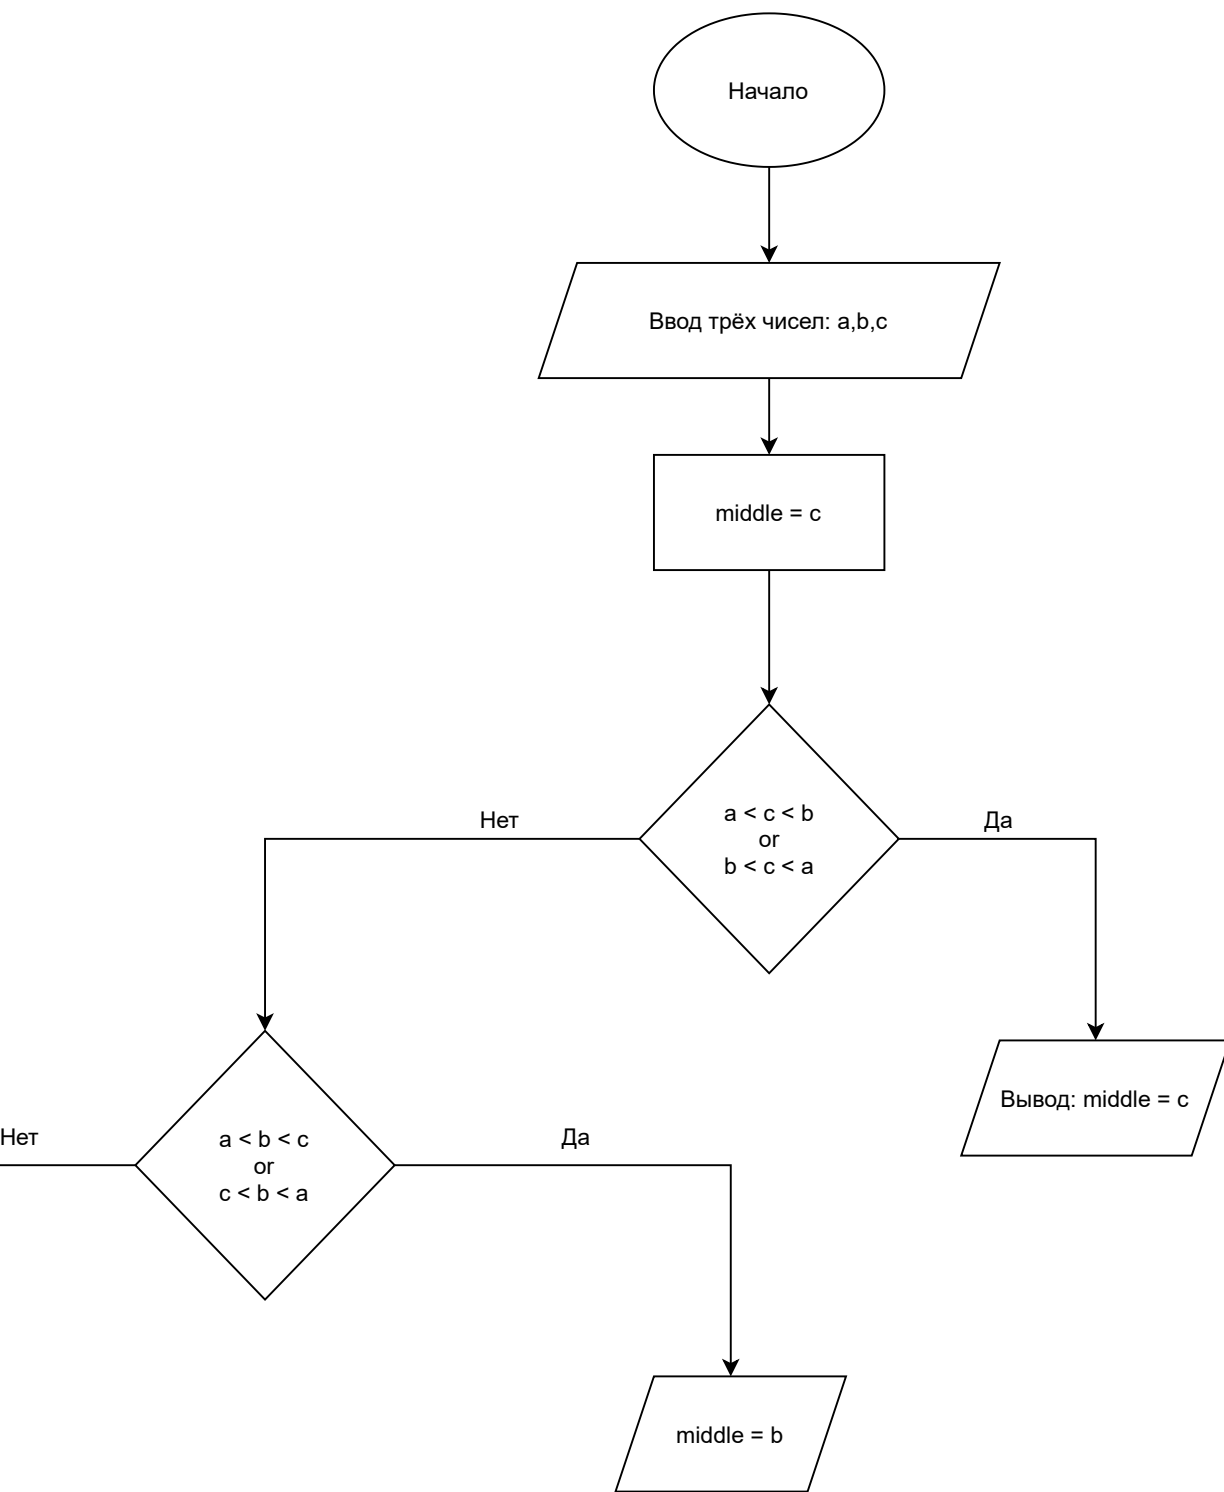 Начало
Ввод трёх чисел: a,b,c
middle = c
Нет
a < c < b
or
b < c < a
Да
Вывод: middle = c
Нет
a < b < c
or
c < b < a
Да
middle = b